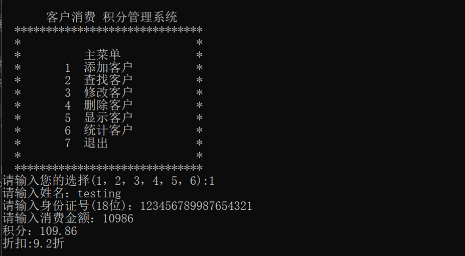 客户消费 积分管理系统
******************************
* *
* 主菜单 *
* 1 添加客户 *
* 2 查找客户 *
* 3 修改客户 *
* 4 删除客户 *
* 5 显示客户 *
* 6 统计客户 *
* 7 退出 *
* *
******************************
请输入您的选择(1, 2, 3, 4, 5, 6):1
请输入姓名：testing
请输入身份证号(18位)：123456789987654321
请输入消费金额：10986
积分：109.86
折扣:9.2折